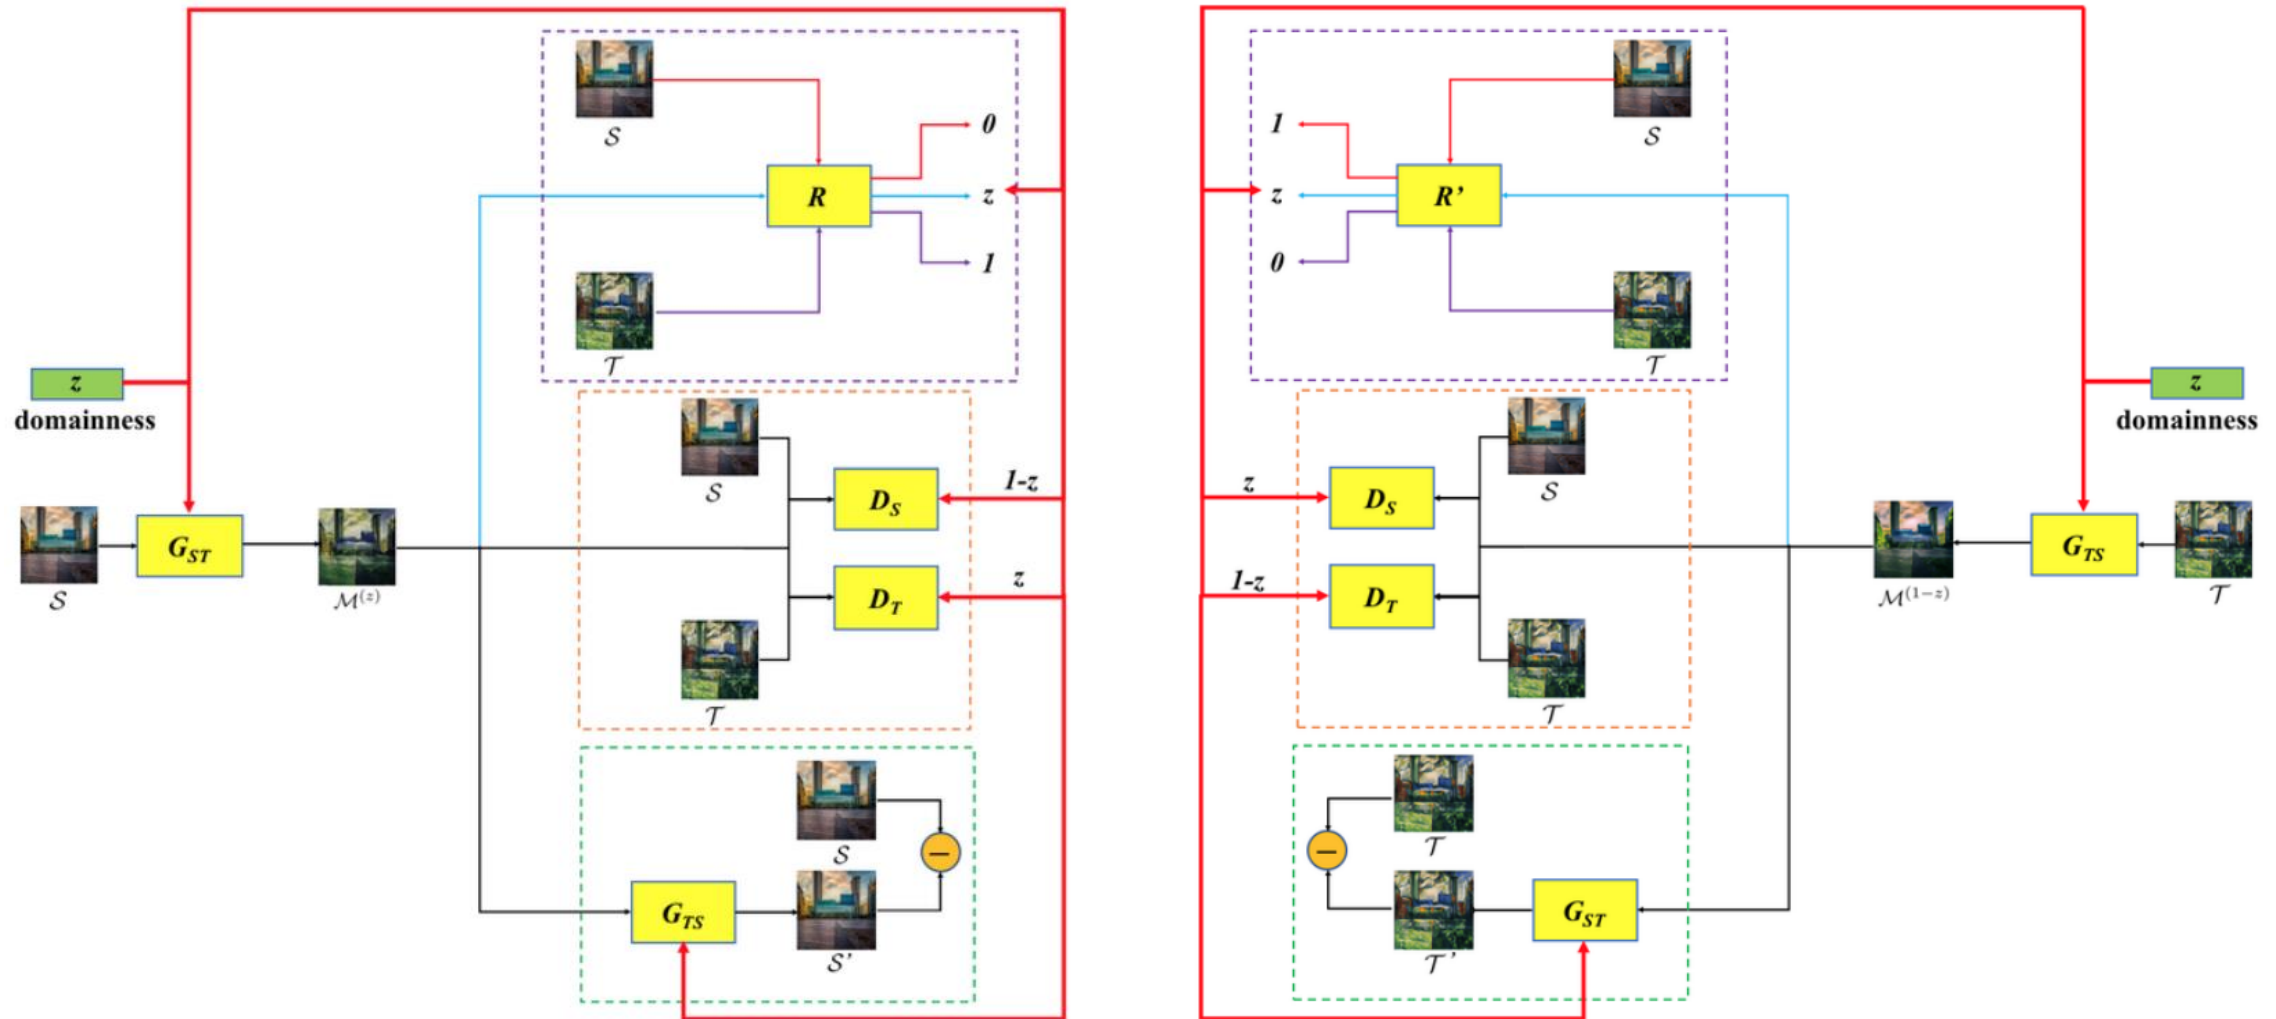 S
0
R
z
1
T
z
domainness
S
1-z
D_S
G_ST
S
M^(z)
z
D_T
T
S
G_TS
S'
S
1
z
R'
0
T
z
domainness
z
S
D_S
G_TS
1-z
D_T
M^(1-z)
T
T
T
G_ST
T'